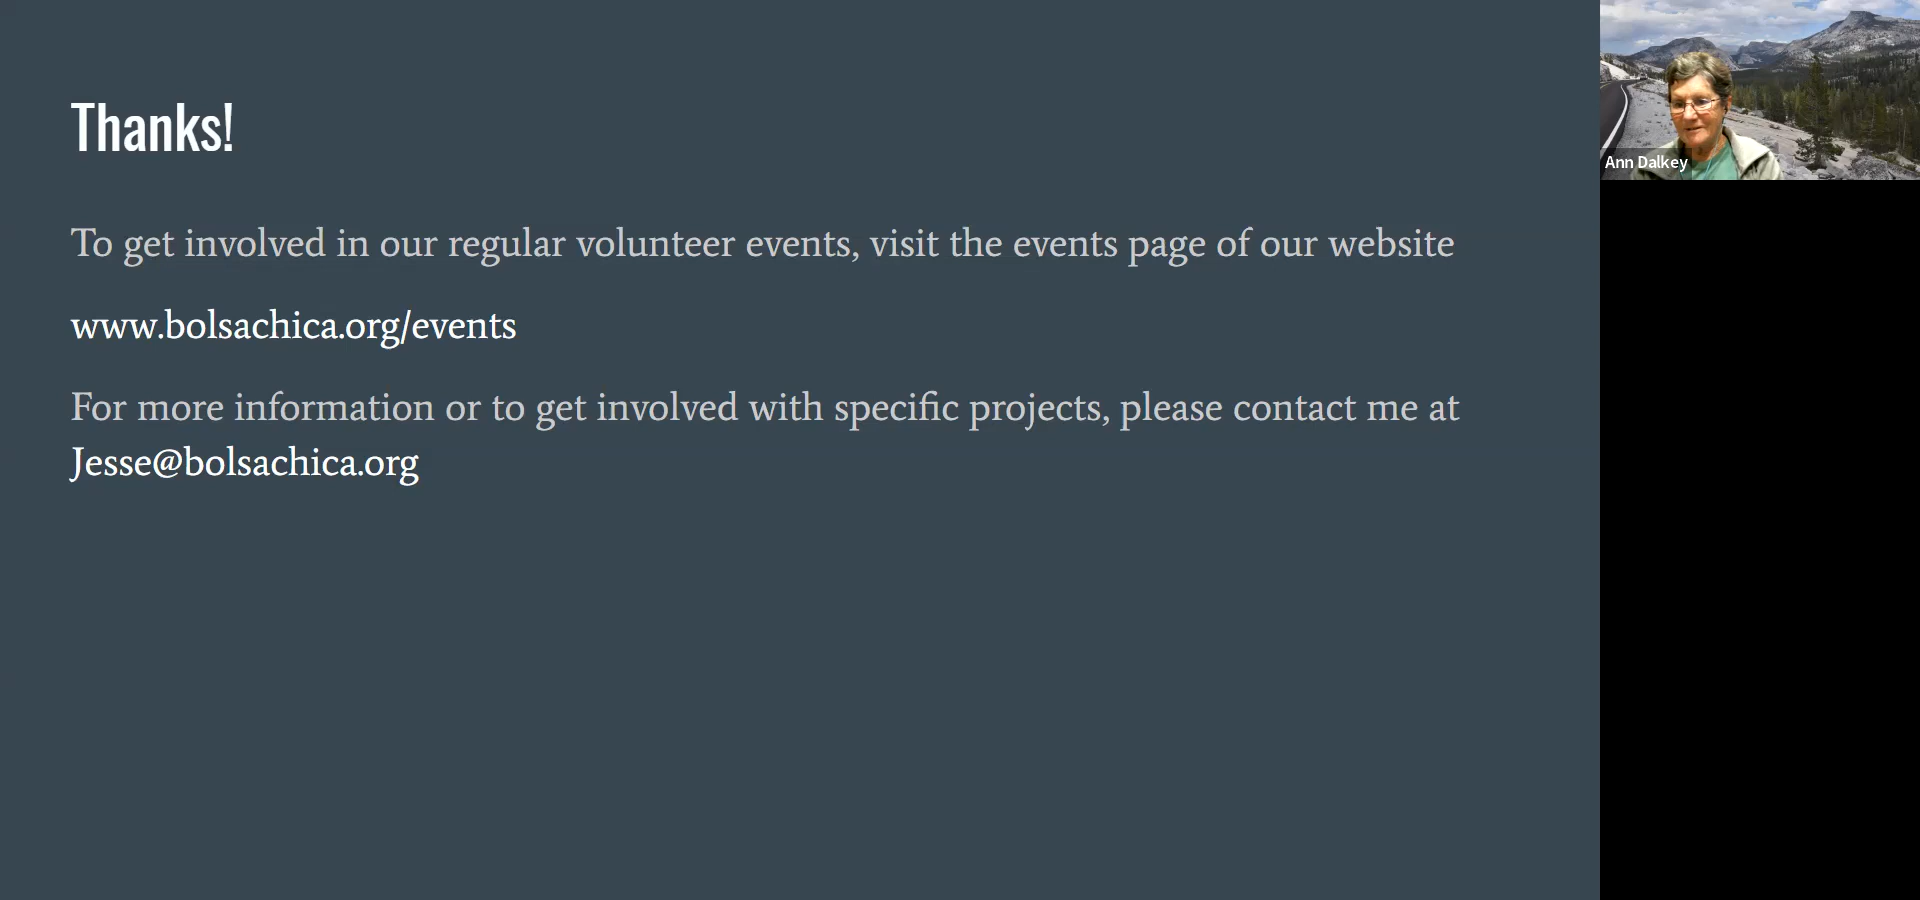 Thanks!
To get involved in our regular volunteer events, visit the events page of our website
www.bolsachica.org/events
For more information or to get involved with specific projects, please contact me at
Jesse@bolsachica.org
Ann Dalkey